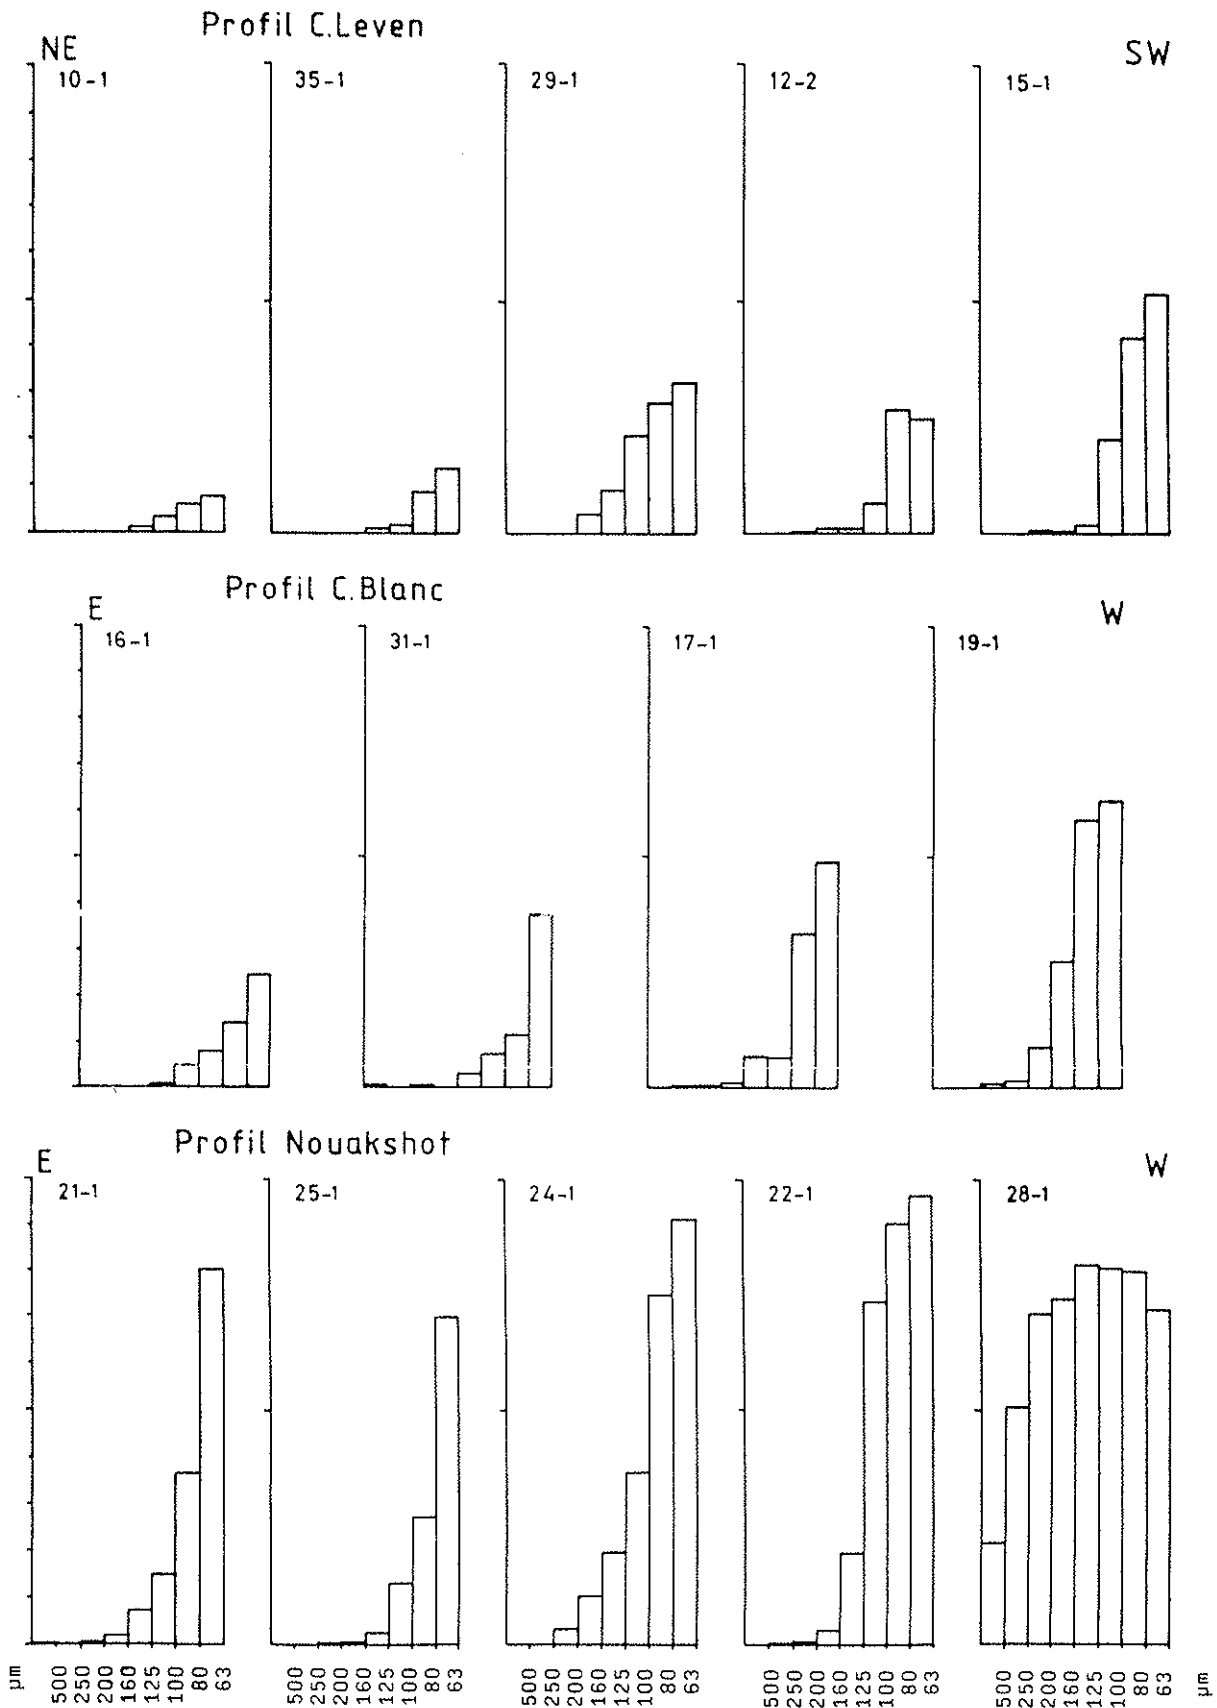 Profil C.Leven
NE SW
10-1 35-1 29-1 12-2 15-1
Profil C.Blanc
E W
16-1 31-1 17-1 19-1
Profil Nouakshot
E W
21-1 25-1 24-1 22-1 28-1
µm 500 250 200 160 125 100 80 63 500 250 200 160 125 100 80 63 500 250 200 160 125 100 80 63 500 250 200 160 125 100 80 63 500 250 200 160 125 100 80 63 µm